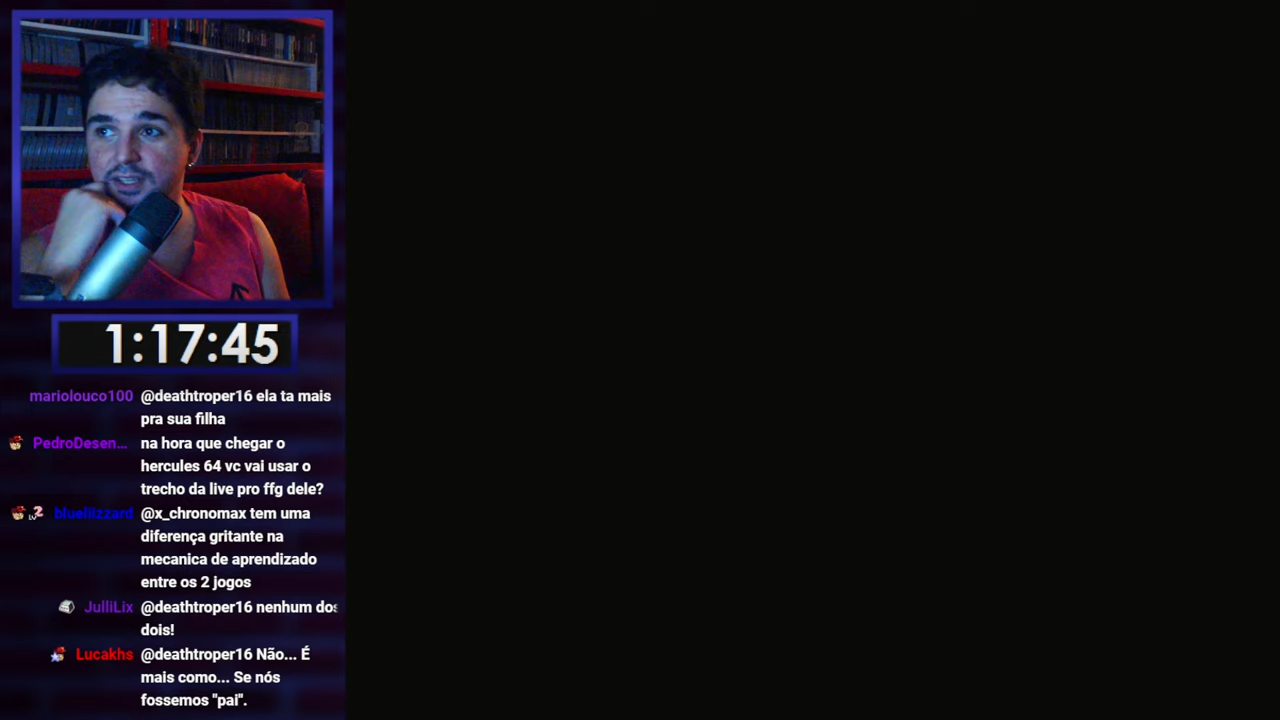 1:17:45
mariolouco100 @deathtroper16 ela ta mais
pra sua filha
PedroDesen... na hora que chegar o
hercules 64 vc vai usar o
trecho da live pro ffg dele?
bluellizzard @x_chronomax tem uma
diferença gritante na
mecanica de aprendizado
entre os 2 jogos
JulliLix @deathtroper16 nenhum dos
dois!
Lucakhs @deathtroper16 Não... É
mais como... Se nós
fossemos "pai".